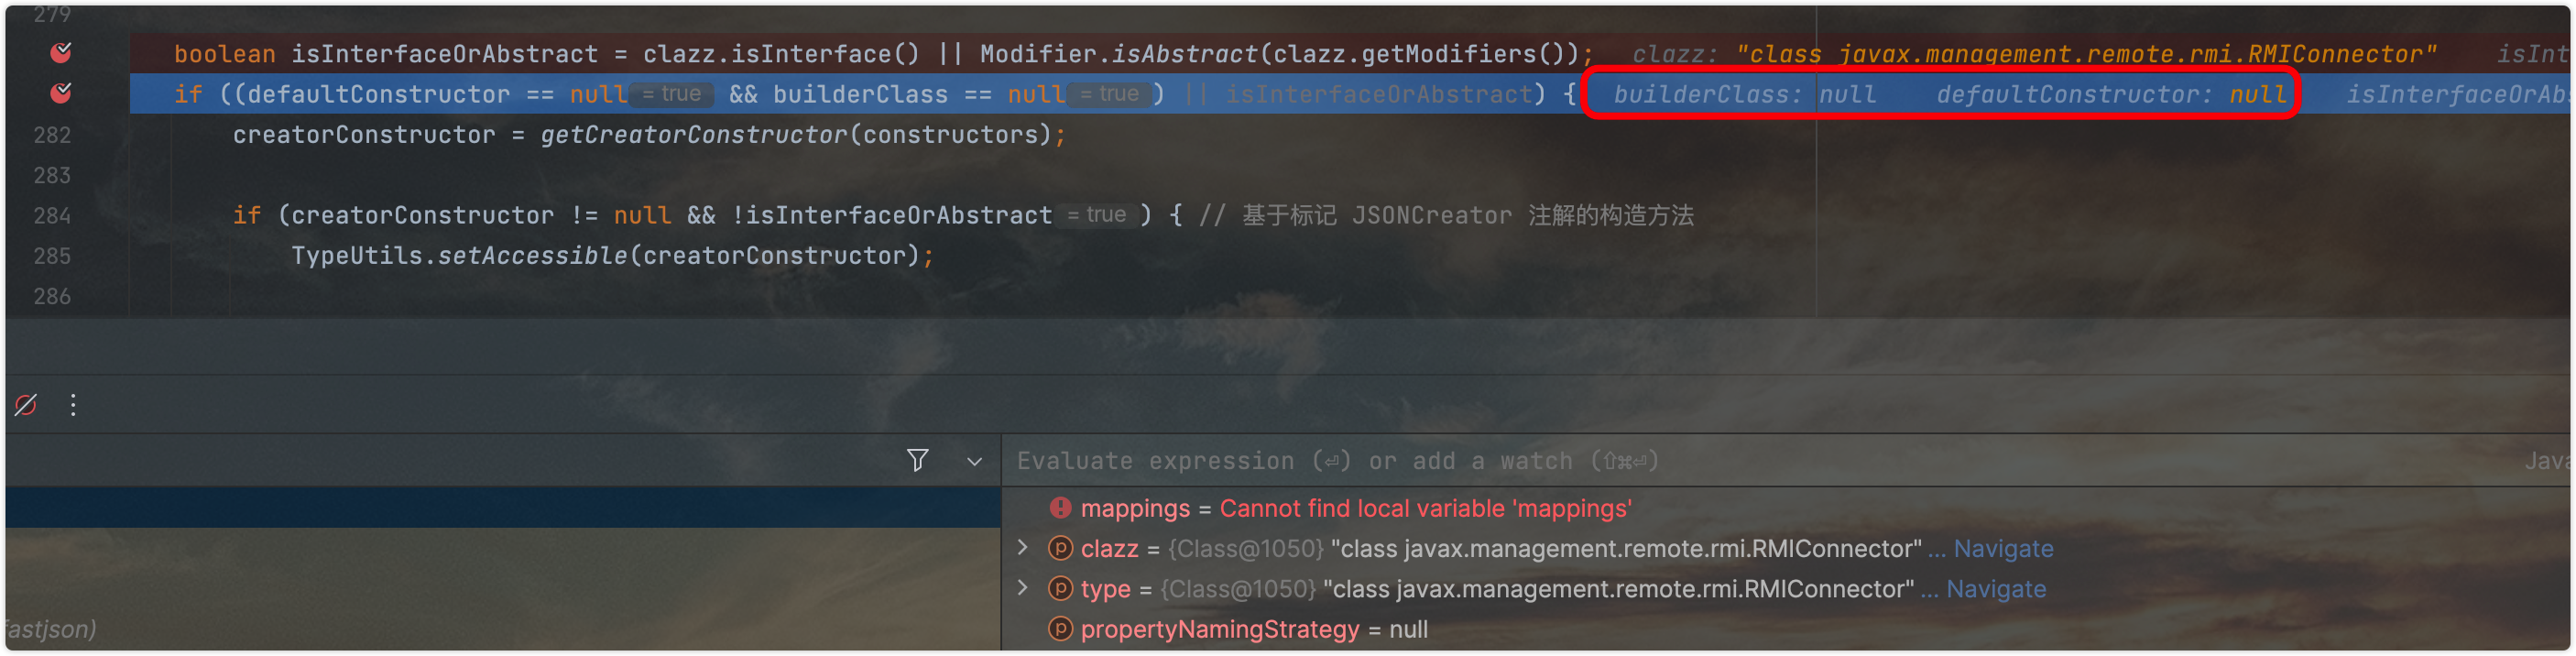 279
boolean isInterfaceOrAbstract = clazz.isInterface() || Modifier.isAbstract(clazz.getModifiers()); clazz: "class javax.management.remote.rmi.RMIConnector" isInt
if ((defaultConstructor == null = true && builderClass == null = true ) || isInterfaceOrAbstract) { builderClass: null defaultConstructor: null isInterfaceOrAbs
282 creatorConstructor = getCreatorConstructor(constructors);
283
284 if (creatorConstructor != null && !isInterfaceOrAbstract = true ) { // 基于标记 JSONCreator 注解的构造方法
285 TypeUtils.setAccessible(creatorConstructor);
286
Evaluate expression (⏎) or add a watch (⇧⌘⏎) Java
mappings = Cannot find local variable 'mappings'
clazz = {Class@1050} "class javax.management.remote.rmi.RMIConnector" ... Navigate
type = {Class@1050} "class javax.management.remote.rmi.RMIConnector" ... Navigate
fastjson)
propertyNamingStrategy = null